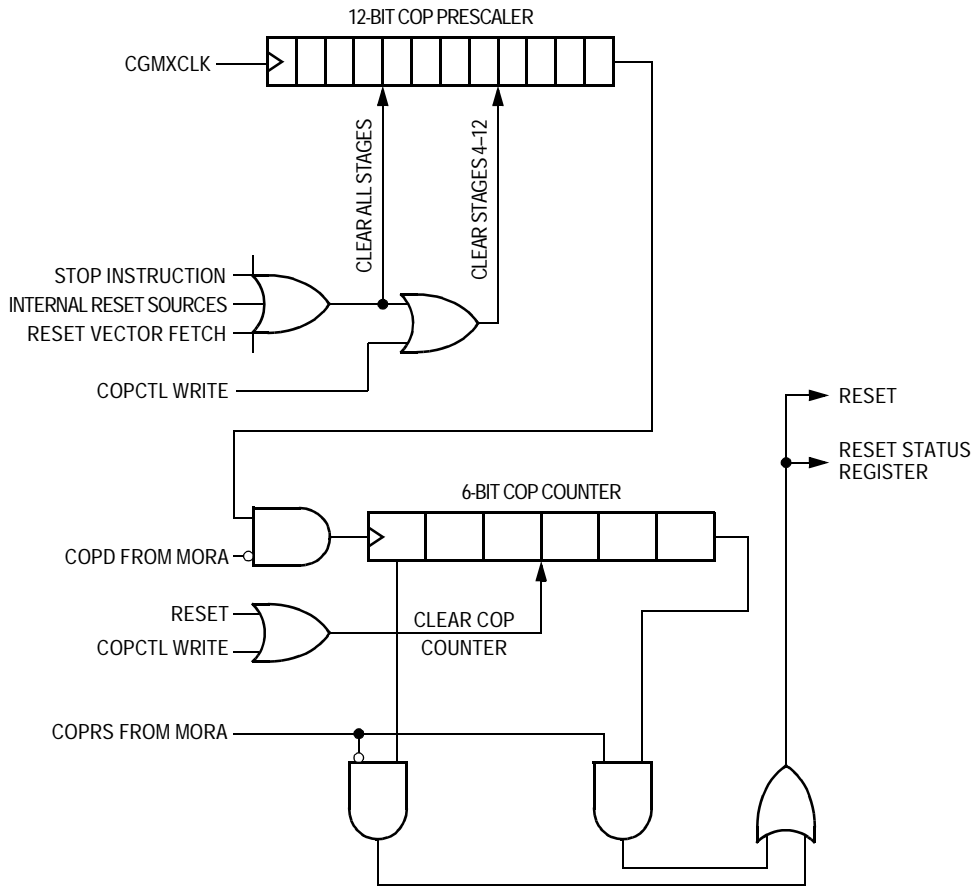 12-BIT COP PRESCALER
CGMXCLK
CLEAR ALL STAGES
CLEAR STAGES 4–12
STOP INSTRUCTION
INTERNAL RESET SOURCES
RESET VECTOR FETCH
COPCTL WRITE
RESET
RESET STATUS
REGISTER
6-BIT COP COUNTER
COPD FROM MORA
RESET
COPCTL WRITE
CLEAR COP
COUNTER
COPRS FROM MORA